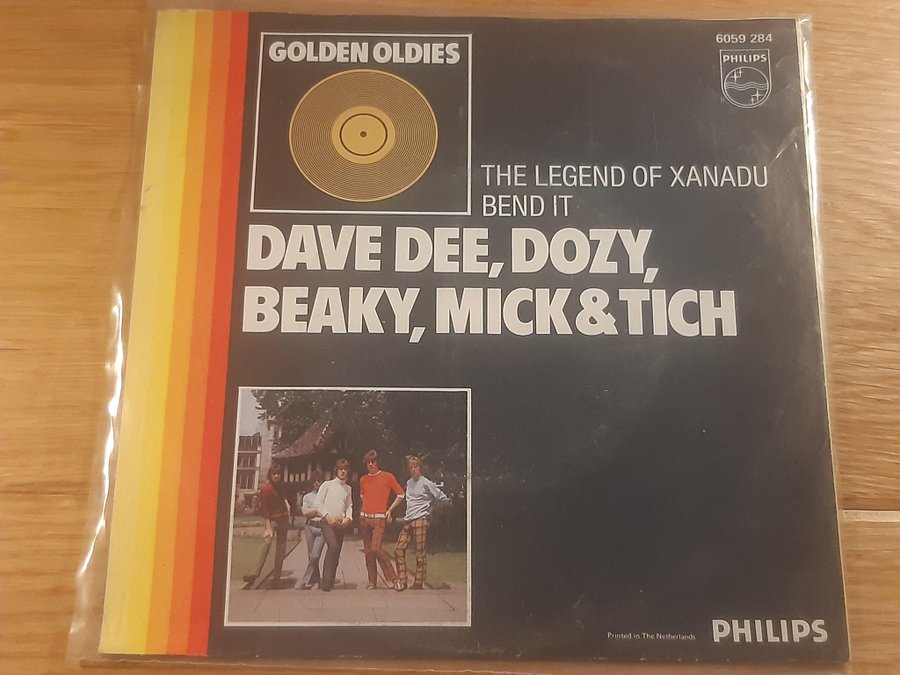 GOLDEN OLDIES
6059 284
PHILIPS
THE LEGEND OF XANADU
BEND IT
DAVE DEE, DOZY,
BEAKY, MICK & TICH
Printed in The Netherlands
PHILIPS